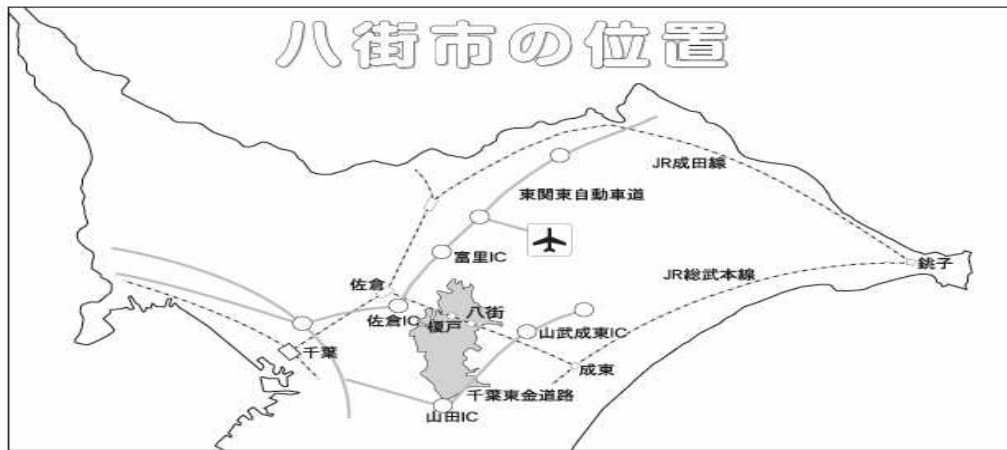 八街市の位置
JR成田線
東関東自動車道
富里IC
JR総武本線
銚子
佐倉
佐倉IC
八街
榎戸
山武成東IC
千葉
成東
千葉東金道路
山田IC